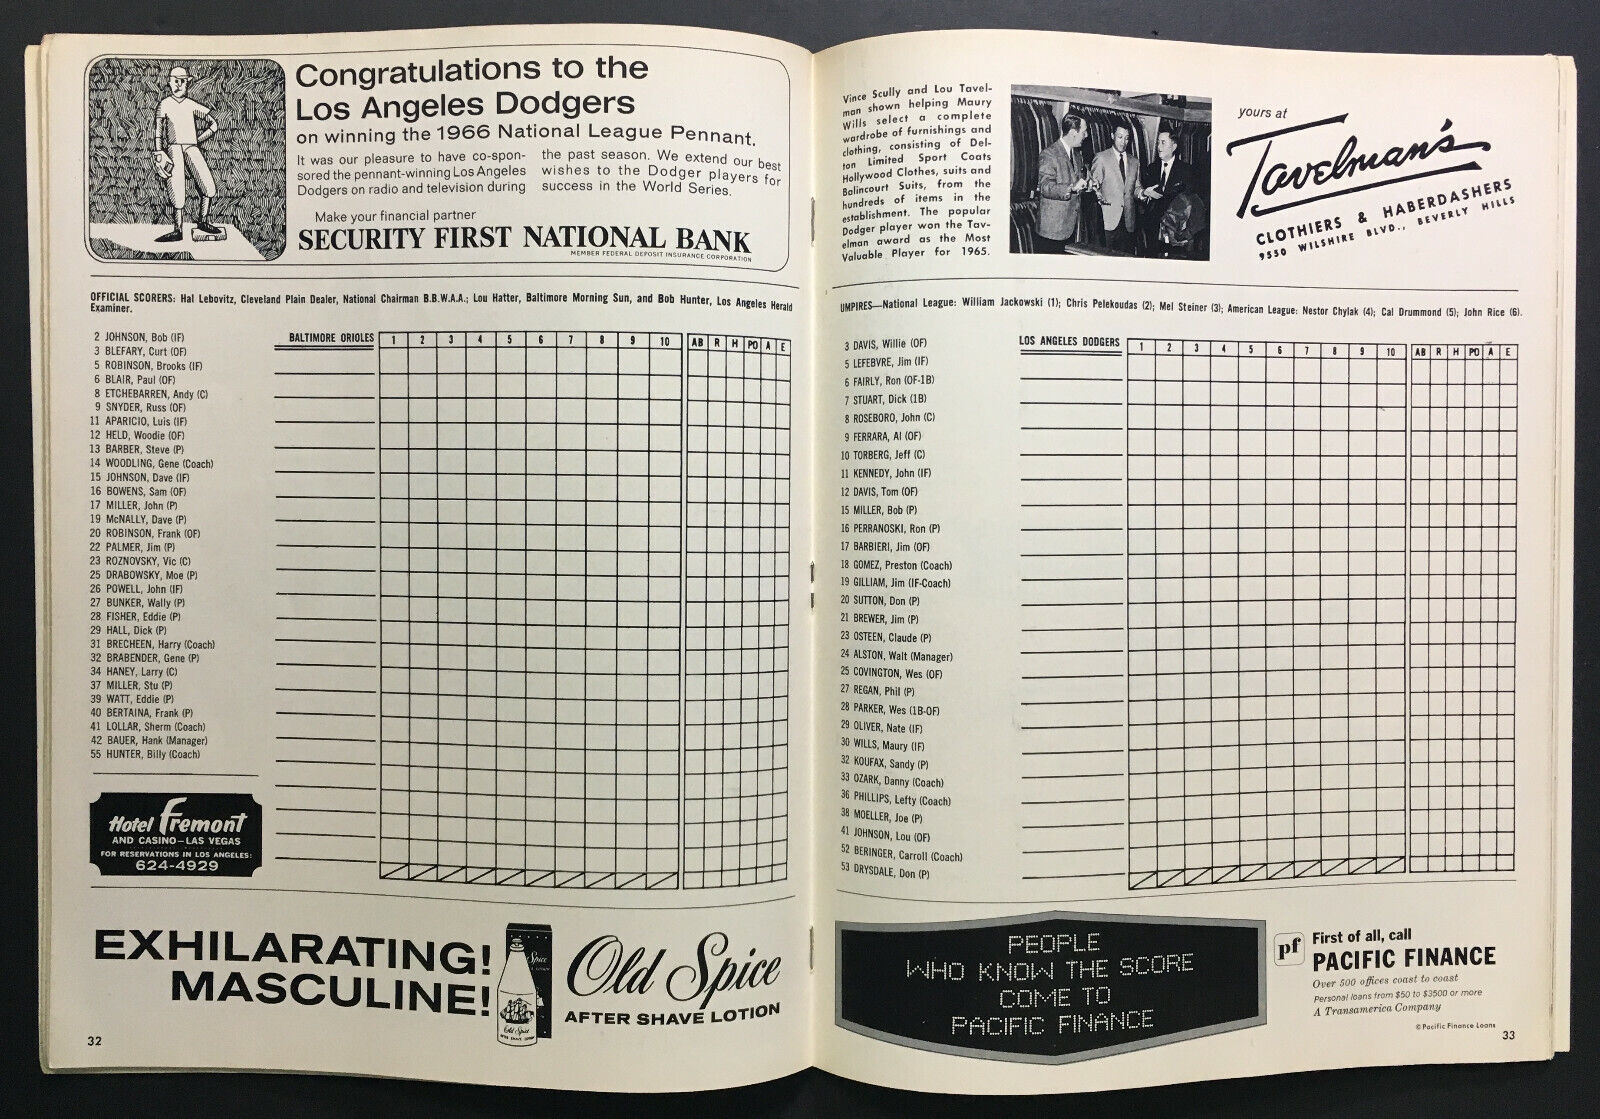 Congratulations to the
Los Angeles Dodgers
on winning the 1966 National League Pennant.
It was our pleasure to have co-spon-
sored the pennant-winning Los Angeles
Dodgers on radio and television during
the past season. We extend our best
wishes to the Dodger players for
success in the World Series.
Make your financial partner
SECURITY FIRST NATIONAL BANK
MEMBER FEDERAL DEPOSIT INSURANCE CORPORATION
OFFICIAL SCORERS: Hal Lebovitz, Cleveland Plain Dealer, National Chairman B.B.W.A.A.; Lou Hatter, Baltimore Morning Sun, and Bob Hunter, Los Angeles Herald
Examiner.
BALTIMORE ORIOLES 1 2 3 4 5 6 7 8 9 10 AB R H PO A E
2 JOHNSON, Bob (IF)
3 BLEFARY, Curt (OF)
5 ROBINSON, Brooks (IF)
6 BLAIR, Paul (OF)
8 ETCHEBARREN, Andy (C)
9 SNYDER, Russ (OF)
11 APARICIO, Luis (IF)
12 HELD, Woodie (OF)
13 BARBER, Steve (P)
14 WOODLING, Gene (Coach)
15 JOHNSON, Dave (IF)
16 BOWENS, Sam (OF)
17 MILLER, John (P)
19 McNALLY, Dave (P)
20 ROBINSON, Frank (OF)
22 PALMER, Jim (P)
23 ROZNOVSKY, Vic (C)
25 DRABOWSKY, Moe (P)
26 POWELL, John (IF)
27 BUNKER, Wally (P)
28 FISHER, Eddie (P)
29 HALL, Dick (P)
31 BRECHEEN, Harry (Coach)
32 BRABENDER, Gene (P)
34 HANEY, Larry (C)
37 MILLER, Stu (P)
39 WATT, Eddie (P)
40 BERTAINA, Frank (P)
41 LOLLAR, Sherm (Coach)
42 BAUER, Hank (Manager)
55 HUNTER, Billy (Coach)
Hotel Fremont
AND CASINO–LAS VEGAS
FOR RESERVATIONS IN LOS ANGELES:
624-4929
EXHILARATING!
MASCULINE!
Old Spice
AFTER SHAVE LOTION
32
Vince Scully and Lou Tavel-
man shown helping Maury
Wills select a complete
wardrobe of furnishings and
clothing, consisting of Del-
ton Limited Sport Coats
Hollywood Clothes, suits and
Balincourt Suits, from the
hundreds of items in the
establishment. The popular
Dodger player won the Tav-
elman award as the Most
Valuable Player for 1965.
yours at
Tavelman's
CLOTHIERS & HABERDASHERS
9550 WILSHIRE BLVD., BEVERLY HILLS
UMPIRES—National League: William Jackowski (1); Chris Pelekoudas (2); Mel Steiner (3); American League: Nestor Chylak (4); Cal Drummond (5); John Rice (6).
LOS ANGELES DODGERS 1 2 3 4 5 6 7 8 9 10 AB R H PO A E
3 DAVIS, Willie (OF)
5 LEFEBVRE, Jim (IF)
6 FAIRLY, Ron (OF-1B)
7 STUART, Dick (1B)
8 ROSEBORO, John (C)
9 FERRARA, Al (OF)
10 TORBERG, Jeff (C)
11 KENNEDY, John (IF)
12 DAVIS, Tom (OF)
15 MILLER, Bob (P)
16 PERRANOSKI, Ron (P)
17 BARBIERI, Jim (OF)
18 GOMEZ, Preston (Coach)
19 GILLIAM, Jim (IF-Coach)
20 SUTTON, Don (P)
21 BREWER, Jim (P)
23 OSTEEN, Claude (P)
24 ALSTON, Walt (Manager)
25 COVINGTON, Wes (OF)
27 REGAN, Phil (P)
28 PARKER, Wes (1B-OF)
29 OLIVER, Nate (IF)
30 WILLS, Maury (IF)
32 KOUFAX, Sandy (P)
33 OZARK, Danny (Coach)
36 PHILLIPS, Lefty (Coach)
38 MOELLER, Joe (P)
41 JOHNSON, Lou (OF)
52 BERINGER, Carroll (Coach)
53 DRYSDALE, Don (P)
PEOPLE
WHO KNOW THE SCORE
COME TO
PACIFIC FINANCE
pf
First of all, call
PACIFIC FINANCE
Over 500 offices coast to coast
Personal loans from $50 to $3500 or more
A Transamerica Company
© Pacific Finance Loans
33